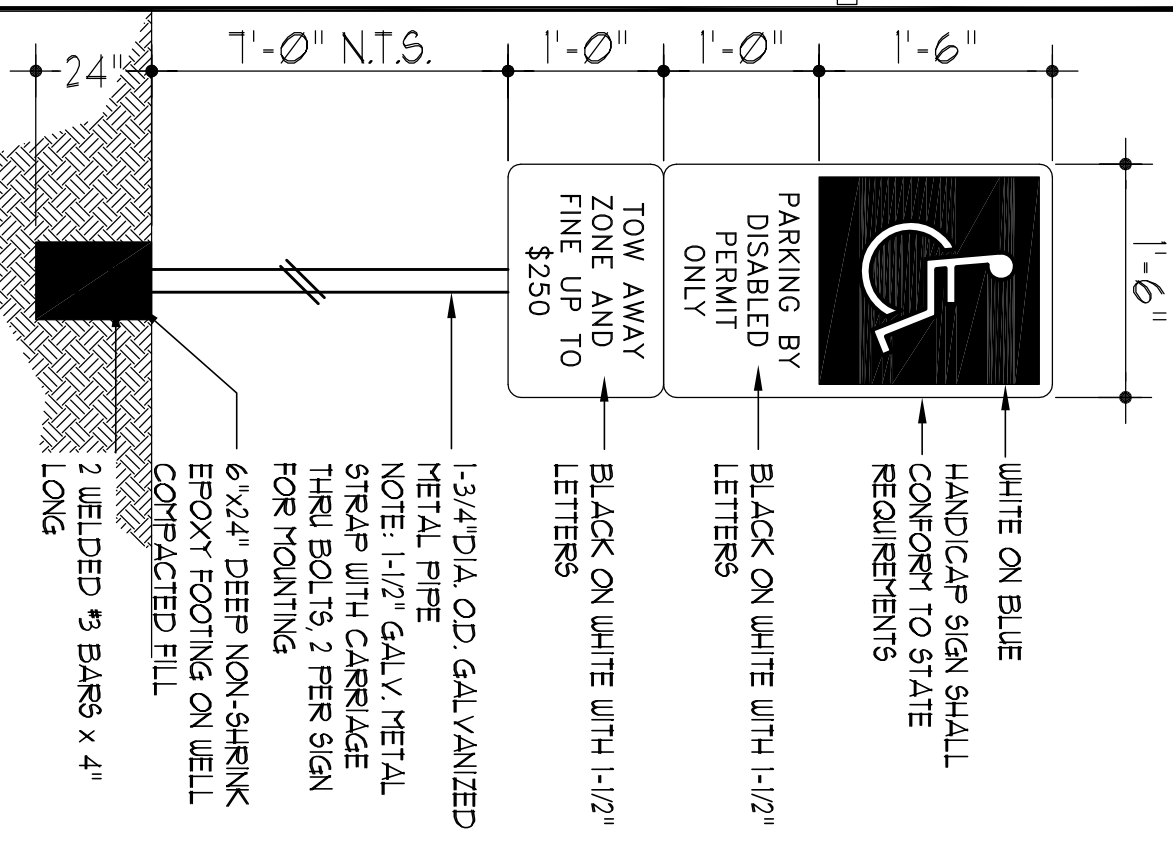 1'-6"
1'-6"
1'-0"
1'-0"
7'-0" N.T.S.
24"
PARKING BY
DISABLED
PERMIT
ONLY
TOW AWAY
ZONE AND
FINE UP TO
$250
WHITE ON BLUE
HANDICAP SIGN SHALL
CONFORM TO STATE
REQUIREMENTS
BLACK ON WHITE WITH 1-1/2"
LETTERS
BLACK ON WHITE WITH 1-1/2"
LETTERS
1-3/4"DIA. O.D. GALVANIZED
METAL PIPE
NOTE: 1-1/2" GALV. METAL
STRAP WITH CARRIAGE
THRU BOLTS, 2 PER SIGN
FOR MOUNTING
6"x24" DEEP NON-SHRINK
EPOXY FOOTING ON WELL
COMPACTED FILL
2 WELDED #3 BARS x 4"
LONG